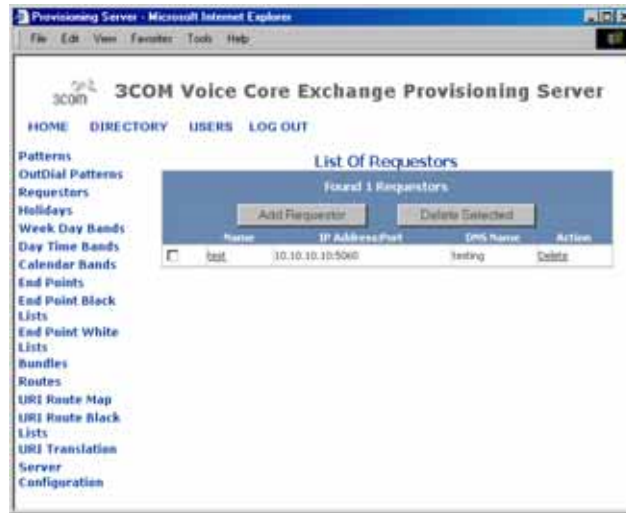 Provisioning Server - Microsoft Internet Explorer
File Edit View Favorites Tools Help
3com
3COM Voice Core Exchange Provisioning Server
HOME DIRECTORY USERS LOG OUT
Patterns
OutDial Patterns
Requestors
Holidays
Week Day Bands
Day Time Bands
Calendar Bands
End Points
End Point Black
Lists
End Point White
Lists
Bundles
Routes
URI Route Map
URI Route Black
Lists
URI Translation
Server
Configuration
List Of Requestors
Found 1 Requestors
Add Requestor Delete Selected
Name IP Address:Port DNS Name Action
test 10.10.10.10:5060 testing Delete